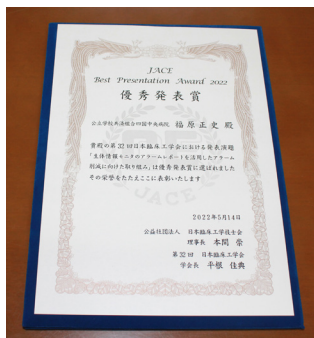 JACE
Best Presentation Award 2022
優秀発表賞
公立学校共済組合四国中央病院 福原正史 殿
貴殿の第32回日本臨床工学会における発表演題
「生体情報モニタのアラームレポートを活用したアラーム
削減に向けた取り組み」は優秀発表賞に選ばれました
その栄誉をたたえここに表彰いたします
2022年5月14日
公益社団法人 日本臨床工学技士会
理事長 本間 崇
第32回 日本臨床工学会
学会長 平根 佳典
JACE